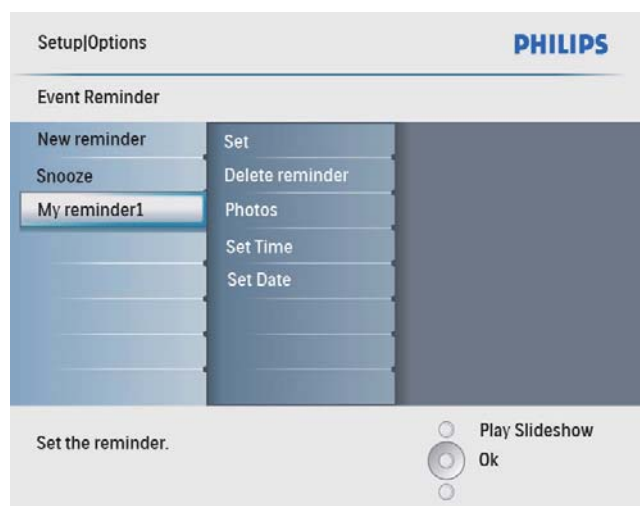 Setup|Options
PHILIPS
Event Reminder
New reminder
Snooze
My reminder1
Set
Delete reminder
Photos
Set Time
Set Date
Set the reminder.
Play Slideshow
Ok